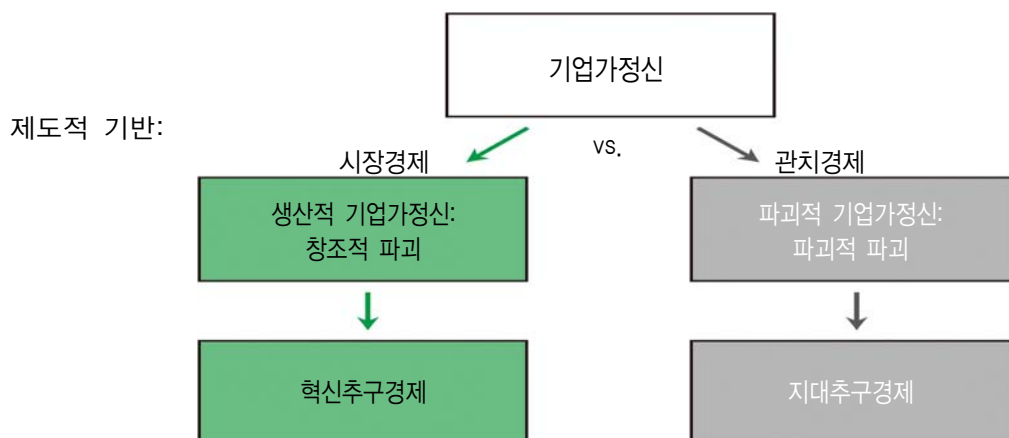 기업가정신
제도적 기반:
vs.
시장경제
관치경제
생산적 기업가정신:
창조적 파괴
파괴적 기업가정신:
파괴적 파괴
혁신추구경제
지대추구경제